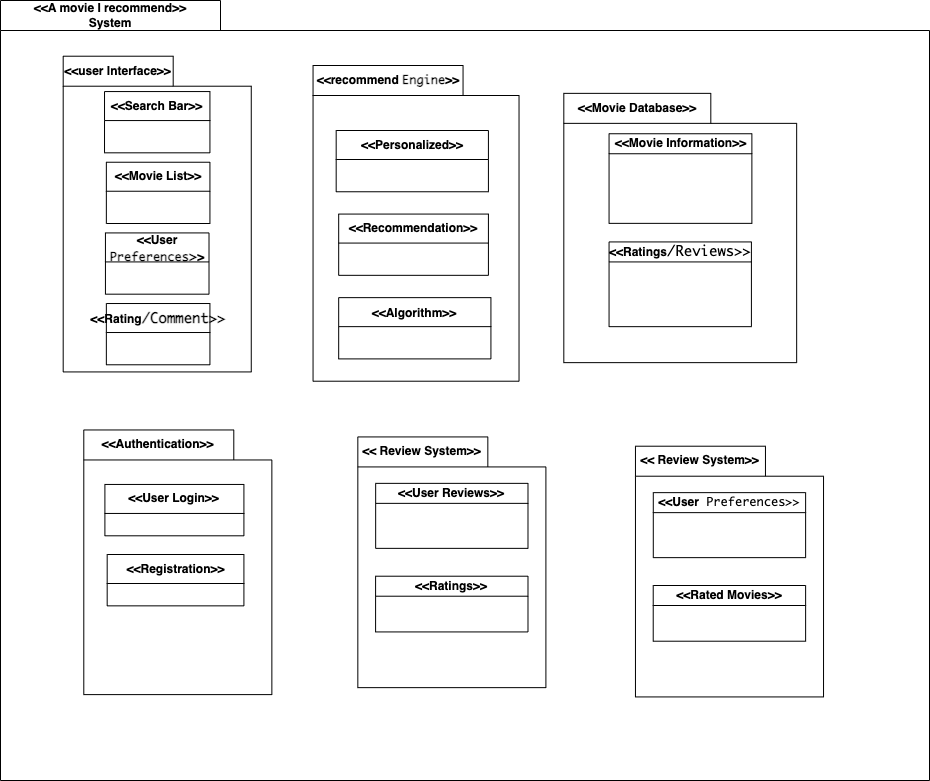 <<A movie I recommend>>
System
<<user Interface>>
<<Search Bar>>
<<Movie List>>
<<User
Preferences>>
<<Rating/Comment>>
<<recommend Engine>>
<<Personalized>>
<<Recommendation>>
<<Algorithm>>
<<Movie Database>>
<<Movie Information>>
<<Ratings/Reviews>>
<<Authentication>>
<<User Login>>
<<Registration>>
<< Review System>>
<<User Reviews>>
<<Ratings>>
<< Review System>>
<<User Preferences>>
<<Rated Movies>>